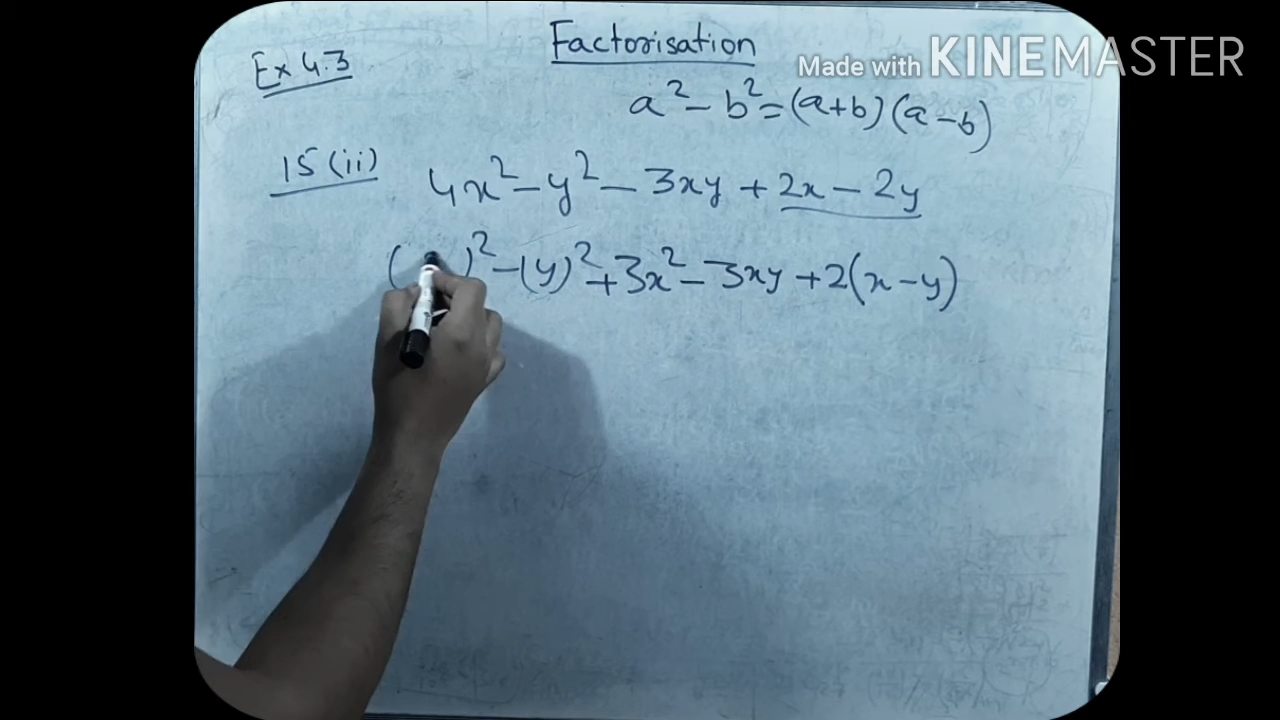 Factorisation
Made with KINEMASTER
Ex 4.3
a² - b² = (a+b) (a-b)
15 (ii) 4x² - y² - 3xy + 2x - 2y
( )² - (y)² + 3x² - 3xy + 2(x - y)